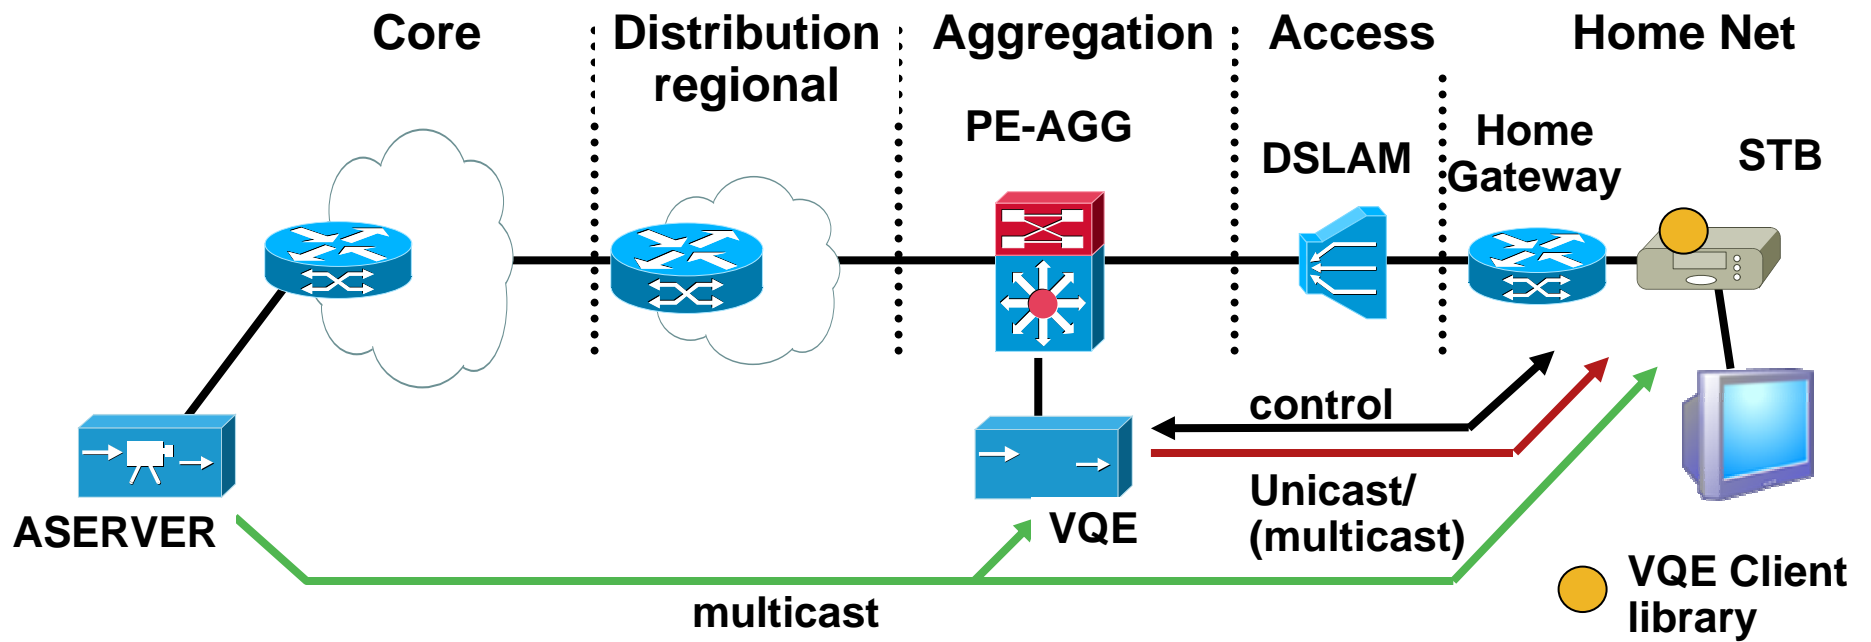 Core
Distribution
regional
Aggregation
Access
Home Net
PE-AGG
DSLAM
Home
Gateway
STB
control
Unicast/
(multicast)
ASERVER
VQE
multicast
VQE Client
library